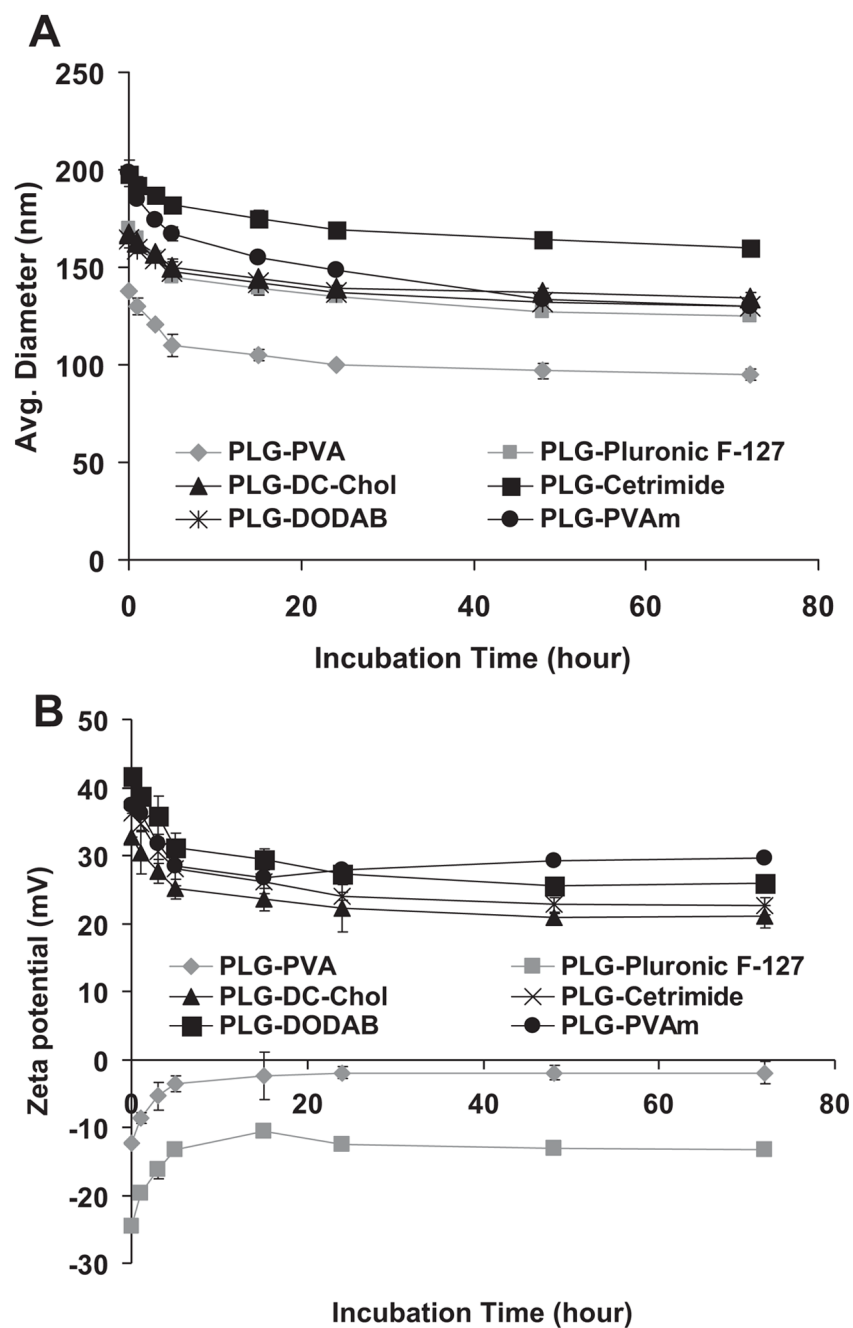 A
250
200
150
100
50
0
Avg. Diameter (nm)
PLG-PVA PLG-Pluronic F-127
PLG-DC-Chol PLG-Cetrimide
PLG-DODAB PLG-PVAm
0 20 40 60 80
Incubation Time (hour)
B
50
40
30
20
10
0
-10
-20
-30
Zeta potential (mV)
PLG-PVA PLG-Pluronic F-127
PLG-DC-Chol PLG-Cetrimide
PLG-DODAB PLG-PVAm
0 20 40 60 80
Incubation Time (hour)